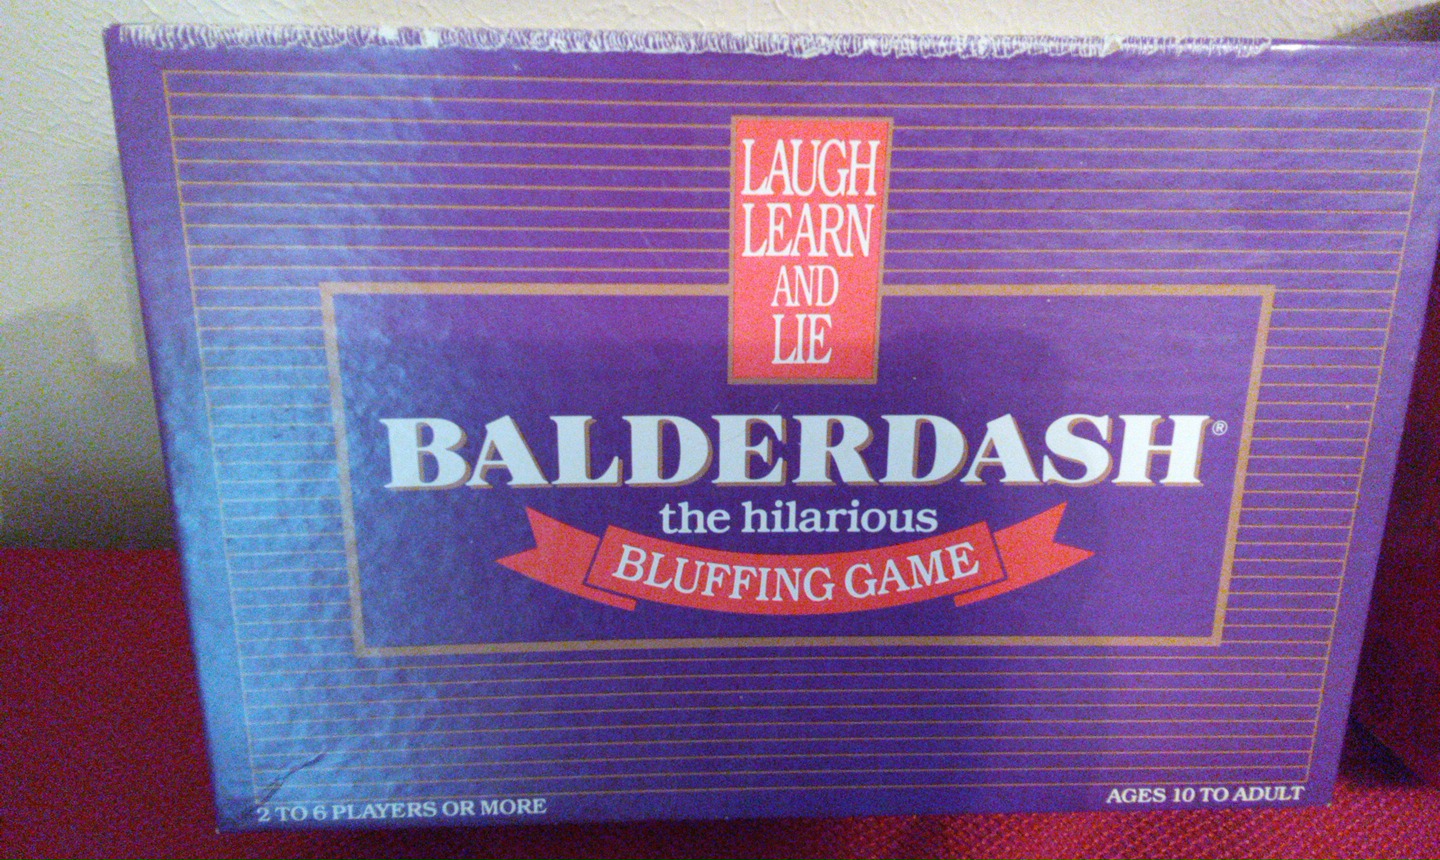 LAUGH
LEARN
AND
LIE
BALDERDASH®
the hilarious
BLUFFING GAME
2 TO 6 PLAYERS OR MORE
AGES 10 TO ADULT